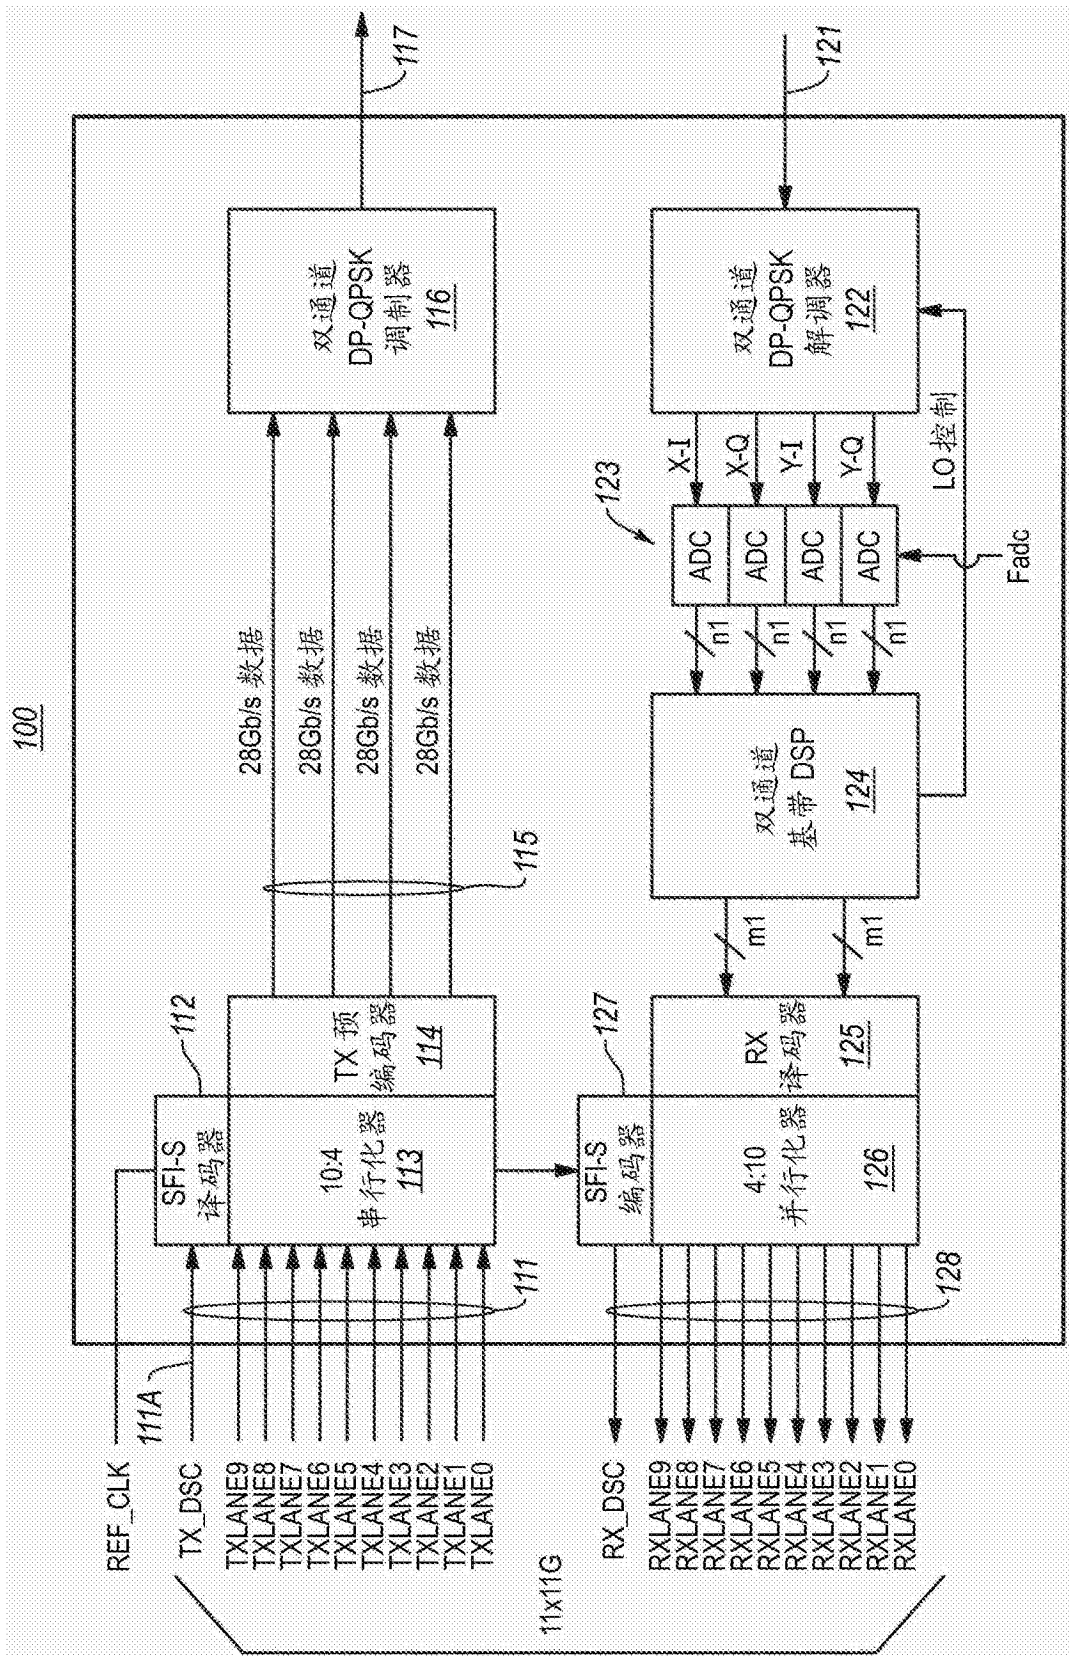 100
REF_CLK
TX_DSC
TXLANE9
TXLANE8
TXLANE7
TXLANE6
TXLANE5
TXLANE4
TXLANE3
TXLANE2
TXLANE1
TXLANE0
11x11G
111A
111
SFI-S
译码器
112
10:4
串行化器
113
TX 预
编码器
114
28Gb/s 数据
28Gb/s 数据
28Gb/s 数据
28Gb/s 数据
115
双通道
DP-QPSK
调制器
116
117
RX_DSC
RXLANE9
RXLANE8
RXLANE7
RXLANE6
RXLANE5
RXLANE4
RXLANE3
RXLANE2
RXLANE1
RXLANE0
128
SFI-S
编码器
127
4:10
并行化器
126
RX
译码器
125
m1
m1
双通道
基带 DSP
124
n1
n1
n1
n1
123
ADC
ADC
ADC
ADC
Fadc
X-I
X-Q
Y-I
Y-Q
LO 控制
双通道
DP-QPSK
解调器
122
121